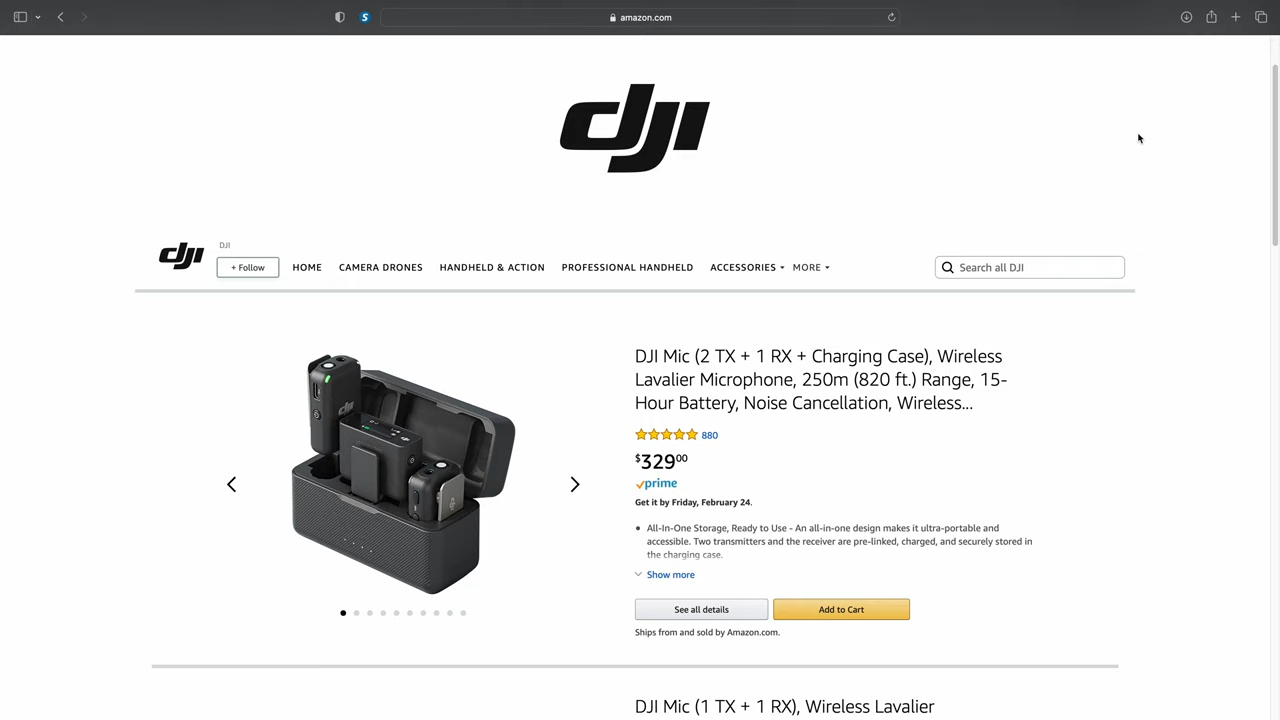 amazon.com
dji
dji
DJI
+ Follow
HOME
CAMERA DRONES
HANDHELD & ACTION
PROFESSIONAL HANDHELD
ACCESSORIES
MORE
Search all DJI
DJI Mic (2 TX + 1 RX + Charging Case), Wireless
Lavalier Microphone, 250m (820 ft.) Range, 15-
Hour Battery, Noise Cancellation, Wireless...
880
$32900
prime
Get it by Friday, February 24.
All-In-One Storage, Ready to Use - An all-in-one design makes it ultra-portable and
accessible. Two transmitters and the receiver are pre-linked, charged, and securely stored in
the charging case.
Show more
See all details
Add to Cart
Ships from and sold by Amazon.com.
DJI Mic (1 TX + 1 RX), Wireless Lavalier